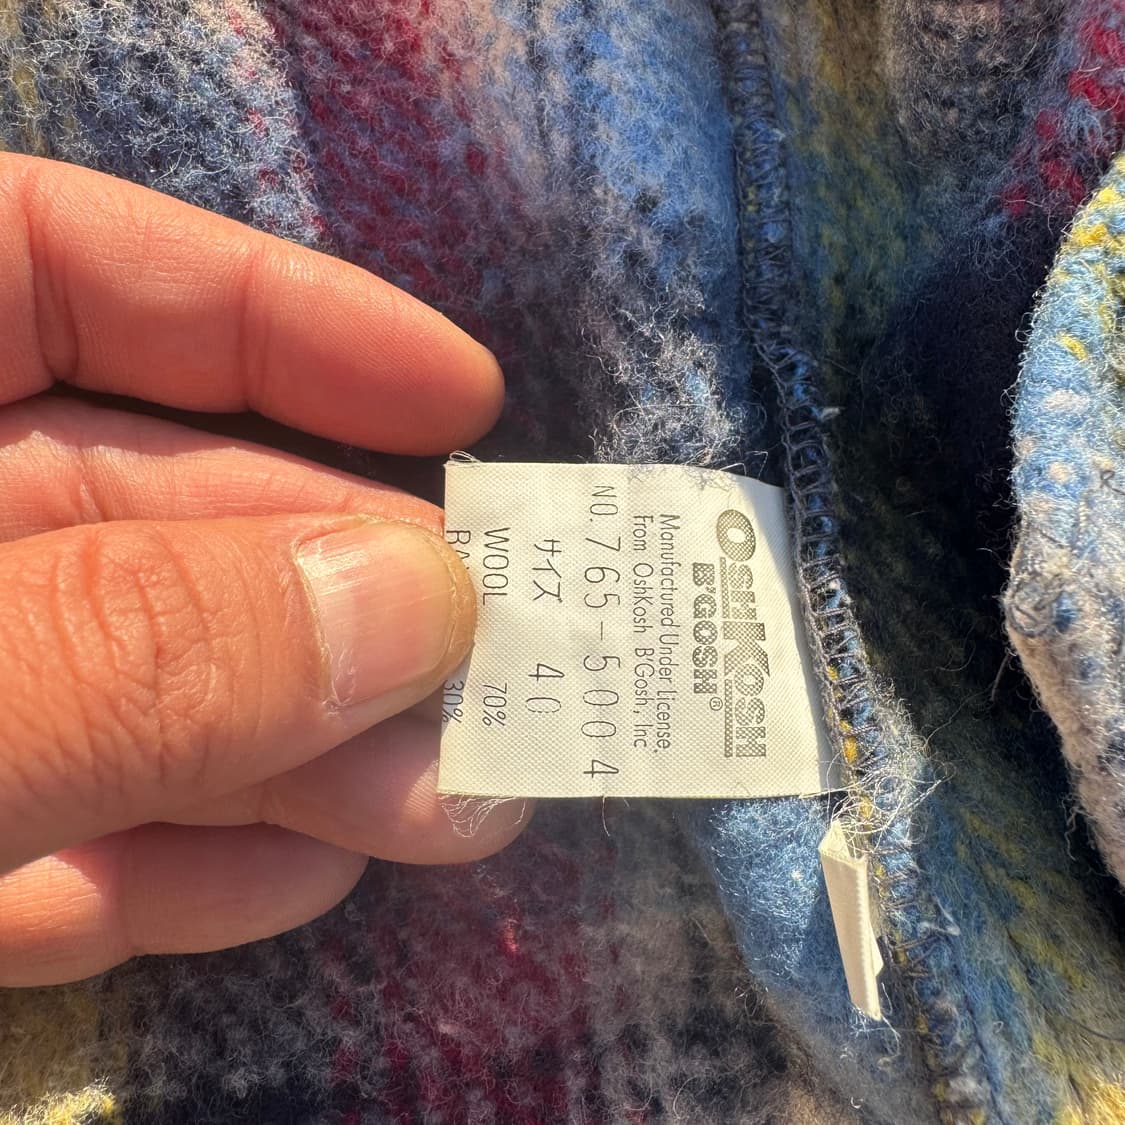 OSHKOSH
B'GOSH®
Manufactured Under License,
From OshKosh B'Gosh, Inc
NO. 765-5004
サイズ 40
WOOL 70%
30%